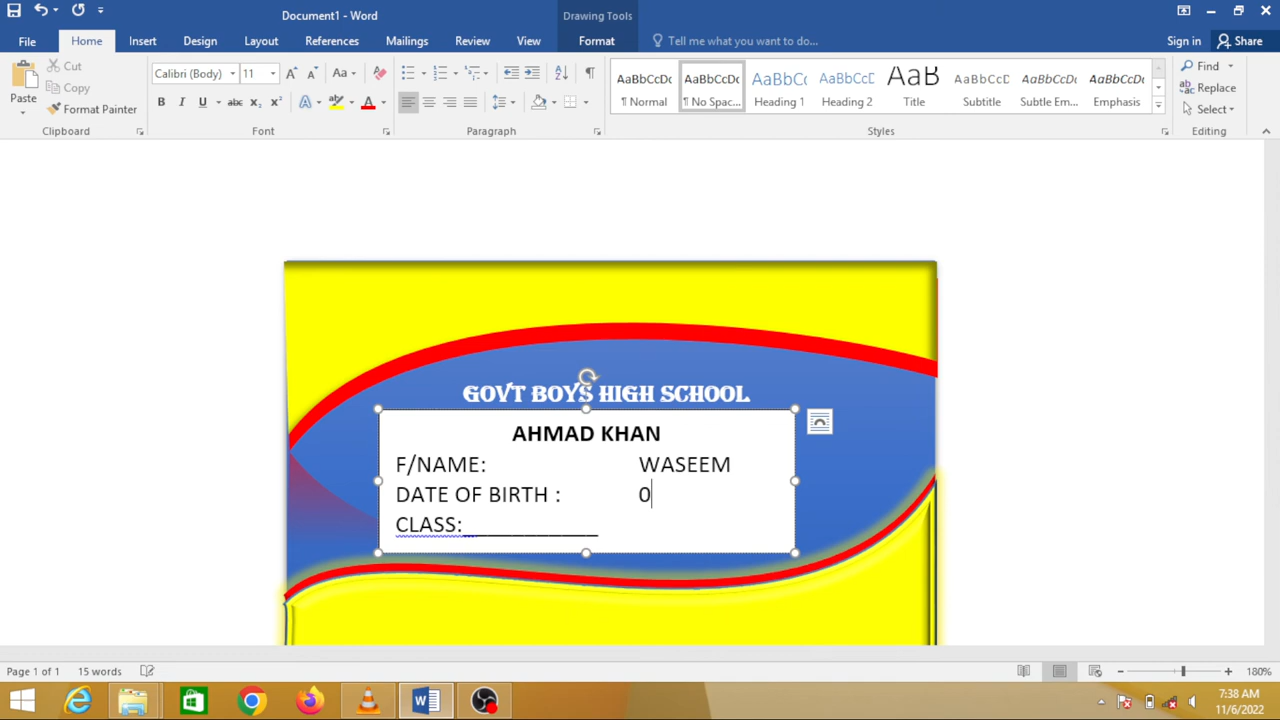 Document1 - Word
Drawing Tools
File Home Insert Design Layout References Mailings Review View Format Tell me what you want to do... Sign in Share
Paste
Cut
Copy
Format Painter
Calibri (Body) 11
Clipboard
Font
Paragraph
AaBbCcDc AaBbCcDc AaBbCc AaBbCcD AaB AaBbCcD AaBbCcDc AaBbCcDc
¶ Normal ¶ No Spac... Heading 1 Heading 2 Title Subtitle Subtle Em... Emphasis
Styles
Find
Replace
Select
Editing
GOVT BOYS HIGH SCHOOL
AHMAD KHAN
F/NAME: WASEEM
DATE OF BIRTH : 0
CLASS:___________
Page 1 of 1 15 words 180%
7:38 AM
11/6/2022